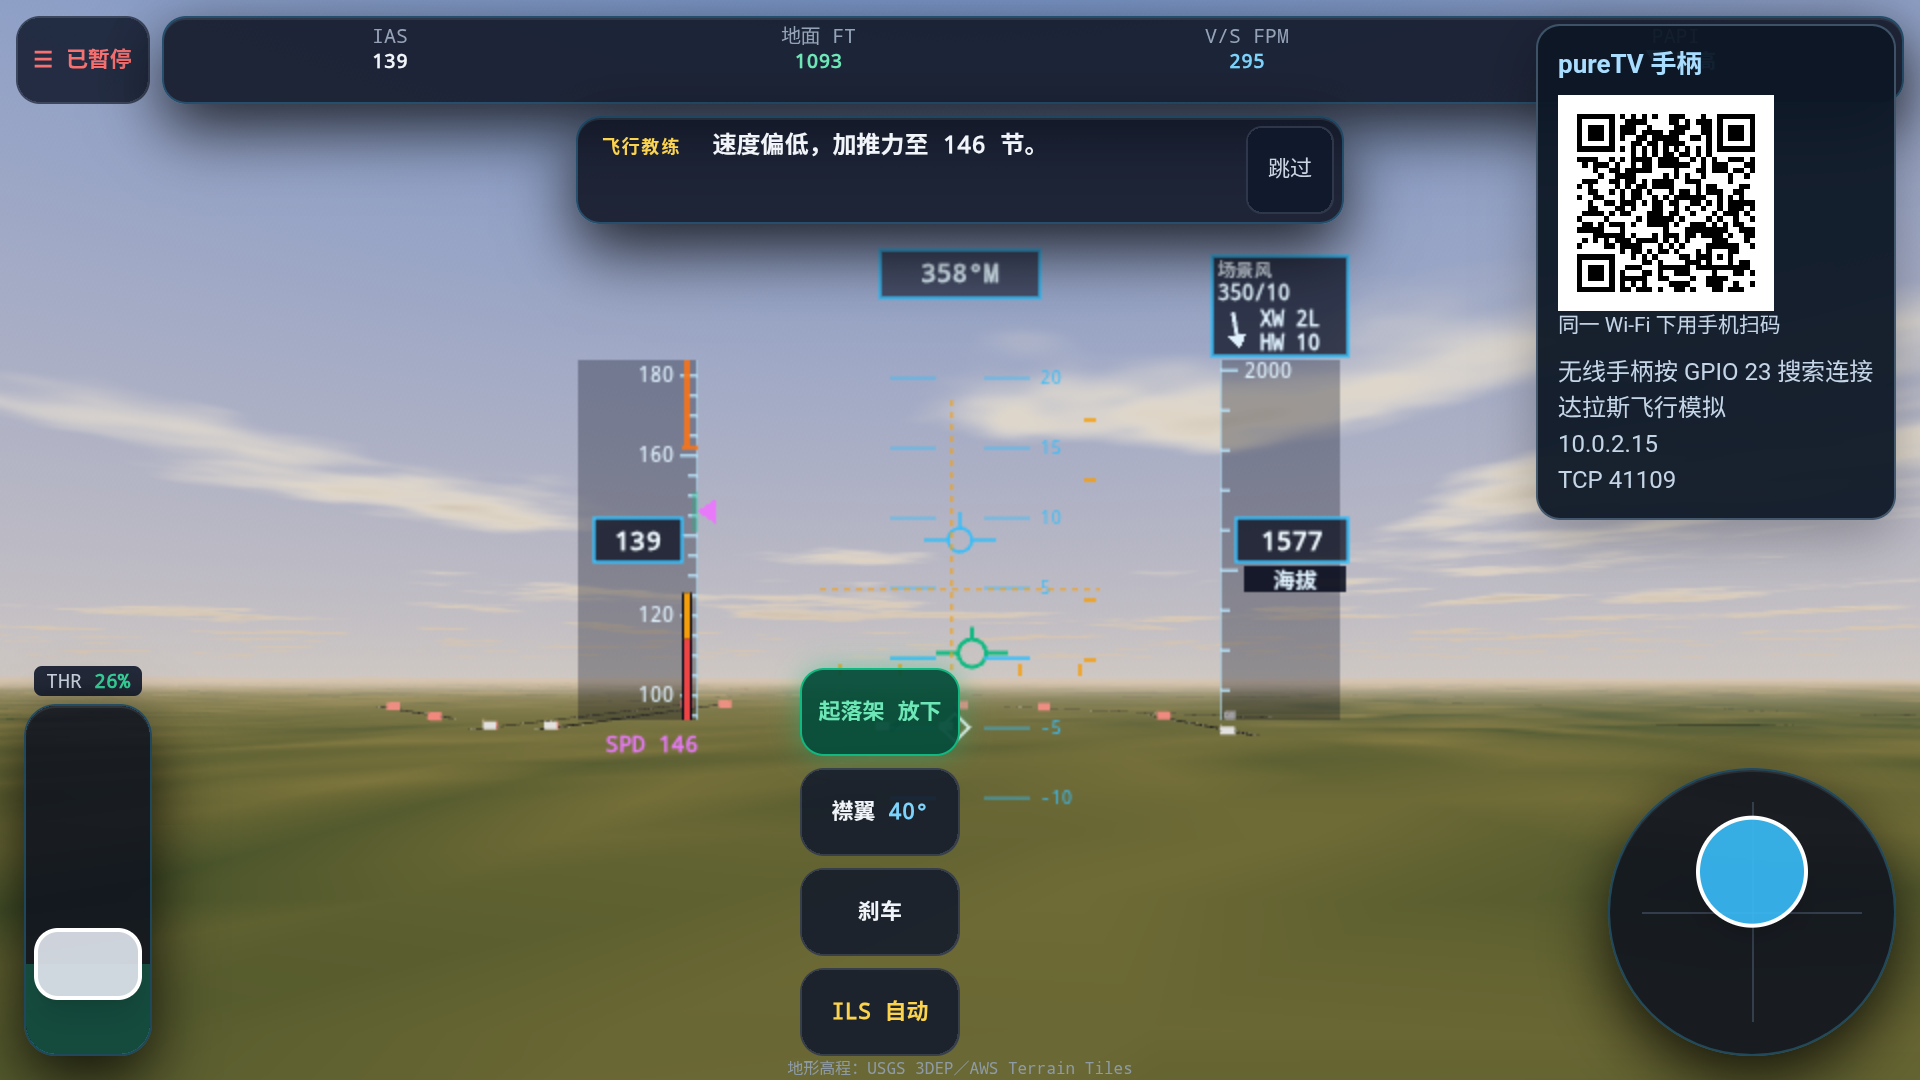 ☰ 已暂停
IAS
139
地面 FT
1093
V/S FPM
295
PAPI
pureTV 手柄
同一 Wi-Fi 下用手机扫码
无线手柄按 GPIO 23 搜索连接
达拉斯飞行模拟
10.0.2.15
TCP 41109
飞行教练 速度偏低，加推力至 146 节。
跳过
358°M
场景风
350/10
XW 2L
HW 10
180
160
139
120
100
SPD 146
20
15
10
5
-5
-10
2000
1577
海拔
THR 26%
起落架 放下
襟翼 40°
刹车
ILS 自动
地形高程：USGS 3DEP／AWS Terrain Tiles